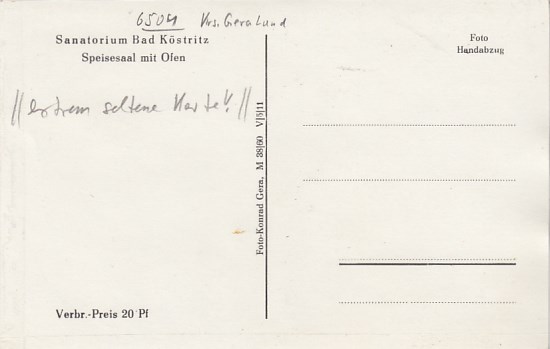 6504 Krs. Gera Land
Sanatorium Bad Köstritz
Speisesaal mit Ofen
Foto
Handabzug
//extrem seltene Karte!//
Foto-Konrad Gera, M 38|60 V|5|11
Verbr.-Preis 20 Pf